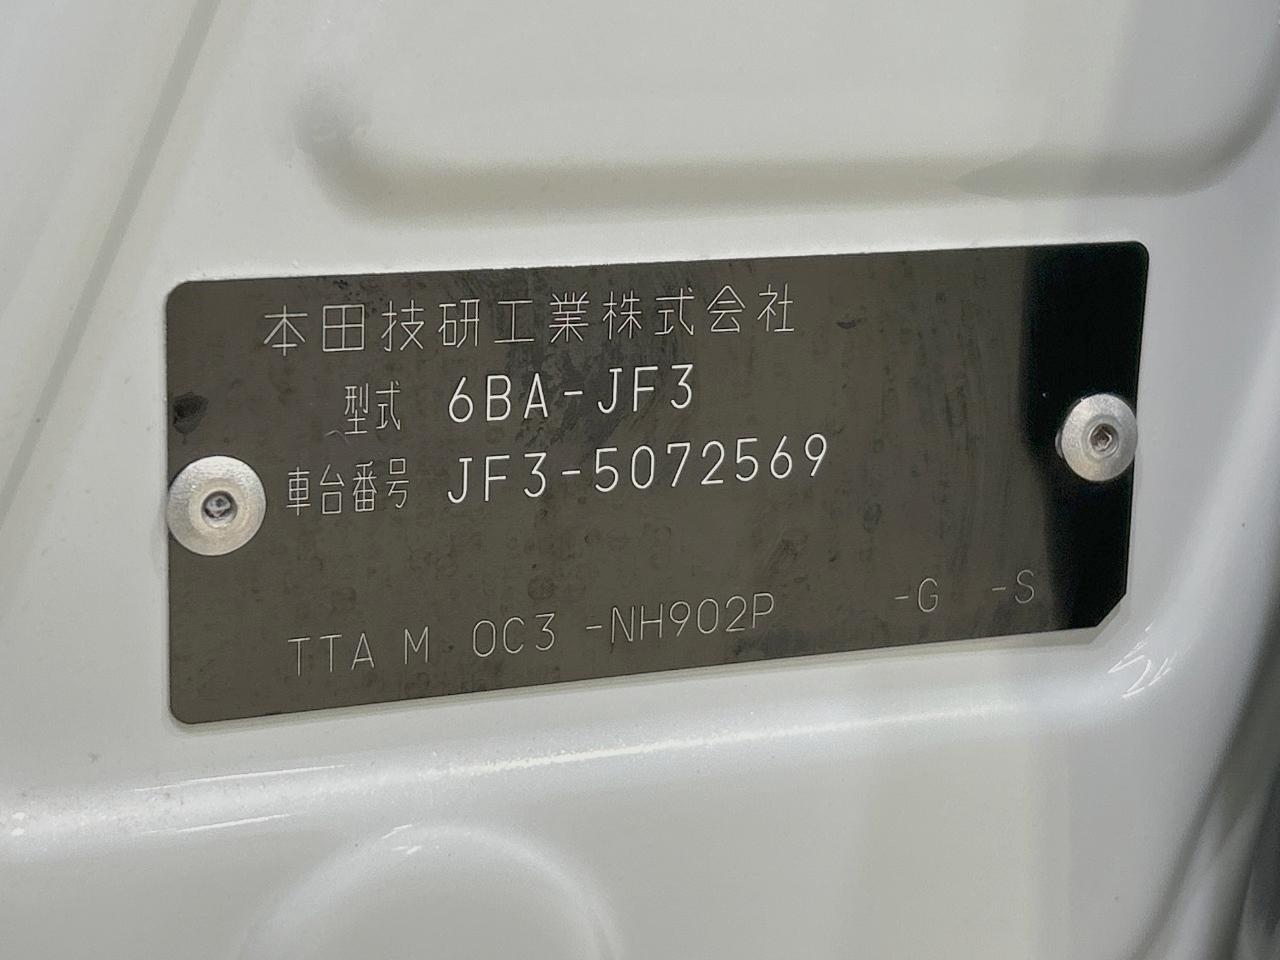 本田技研工業株式会社
型式 6BA-JF3
車台番号 JF3-5072569
TTA M 0C3 -NH902P -G -S